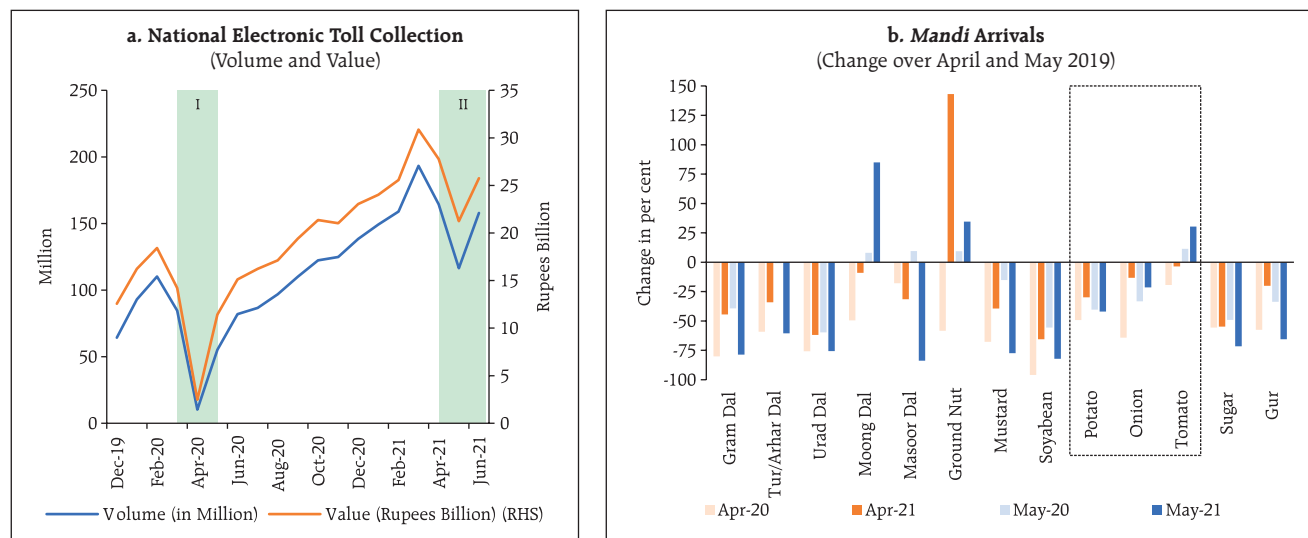 a. National Electronic Toll Collection
(Volume and Value)
250
200
150
100
50
0
Million
35
30
25
20
15
10
5
0
Rupees Billion
I
II
Dec-19
Feb-20
Apr-20
Jun-20
Aug-20
Oct-20
Dec-20
Feb-21
Apr-21
Jun-21
Volume (in Million)
Value (Rupees Billion) (RHS)
b. Mandi Arrivals
(Change over April and May 2019)
150
125
100
75
50
25
0
-25
-50
-75
-100
Change in per cent
Gram Dal
Tur/Arhar Dal
Urad Dal
Moong Dal
Masoor Dal
Ground Nut
Mustard
Soyabean
Potato
Onion
Tomato
Sugar
Gur
Apr-20
Apr-21
May-20
May-21